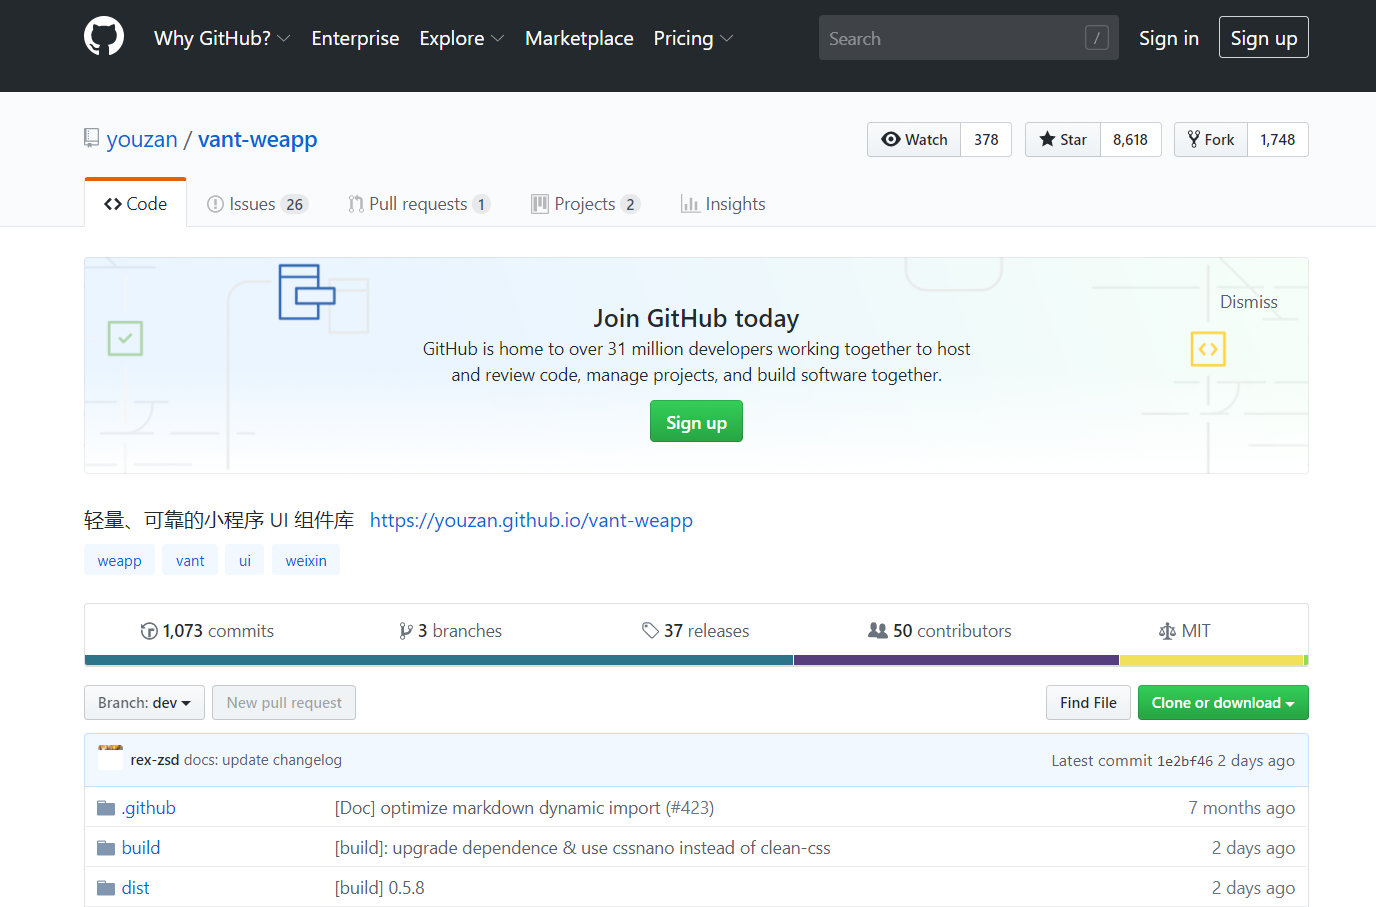 Why GitHub? Enterprise Explore Marketplace Pricing Search / Sign in Sign up
youzan / vant-weapp Watch 378 Star 8,618 Fork 1,748
Code Issues 26 Pull requests 1 Projects 2 Insights
Dismiss
Join GitHub today
GitHub is home to over 31 million developers working together to host
and review code, manage projects, and build software together.
Sign up
轻量、可靠的小程序 UI 组件库 https://youzan.github.io/vant-weapp
weapp vant ui weixin
1,073 commits 3 branches 37 releases 50 contributors MIT
Branch: dev New pull request Find File Clone or download
rex-zsd docs: update changelog Latest commit 1e2bf46 2 days ago
.github [Doc] optimize markdown dynamic import (#423) 7 months ago
build [build]: upgrade dependence & use cssnano instead of clean-css 2 days ago
dist [build] 0.5.8 2 days ago